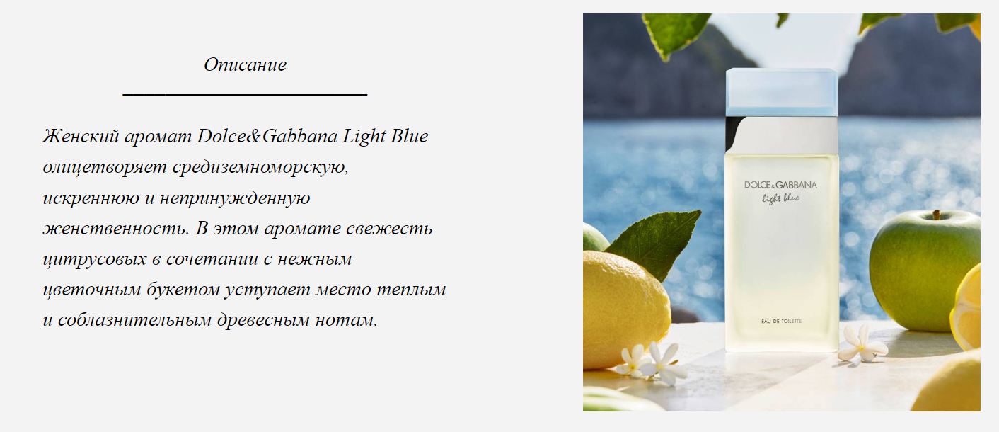 Описание
Женский аромат Dolce&Gabbana Light Blue
олицетворяет средиземноморскую,
искреннюю и непринужденную
женственность. В этом аромате свежесть
цитрусовых в сочетании с нежным
цветочным букетом уступает место теплым
и соблазнительным древесным нотам.
DOLCE & GABBANA
light blue
EAU DE TOILETTE